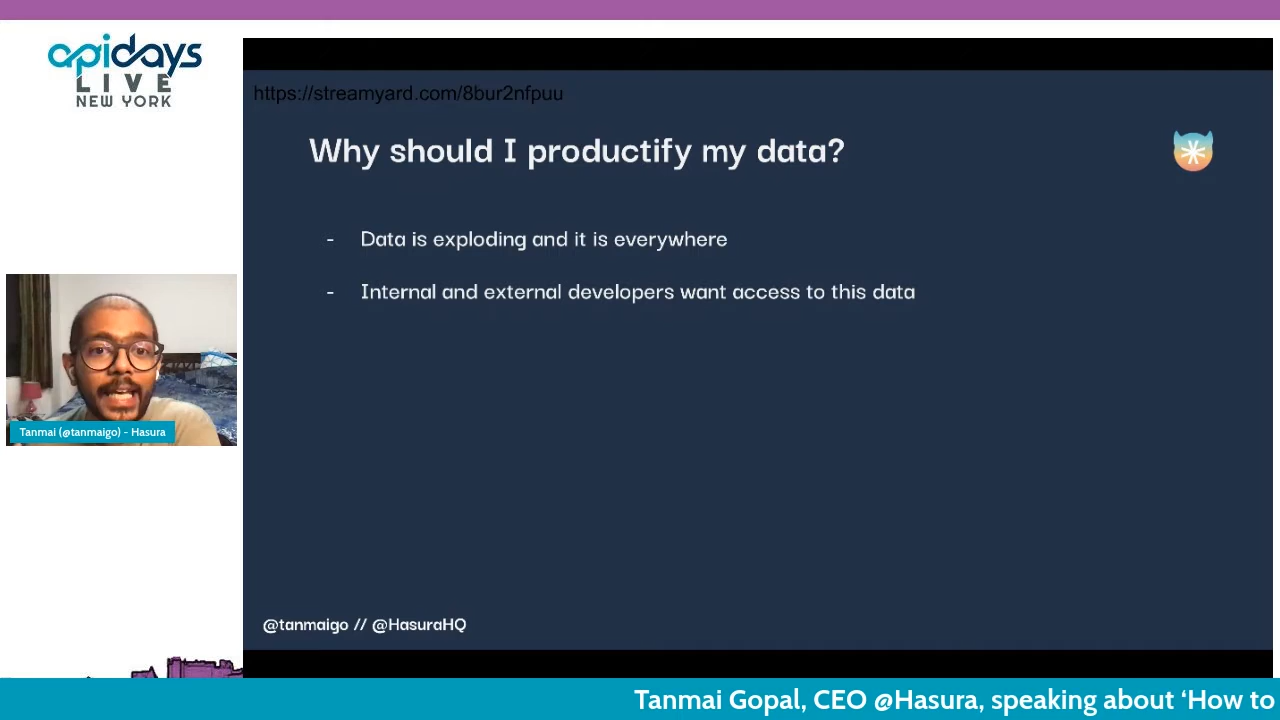 apidays
LIVE
NEW YORK
https://streamyard.com/8bur2nfpuu
Why should I productify my data?
- Data is exploding and it is everywhere
- Internal and external developers want access to this data
Tanmai (@tanmaigo) - Hasura
@tanmaigo // @HasuraHQ
Tanmai Gopal, CEO @Hasura, speaking about ‘How to